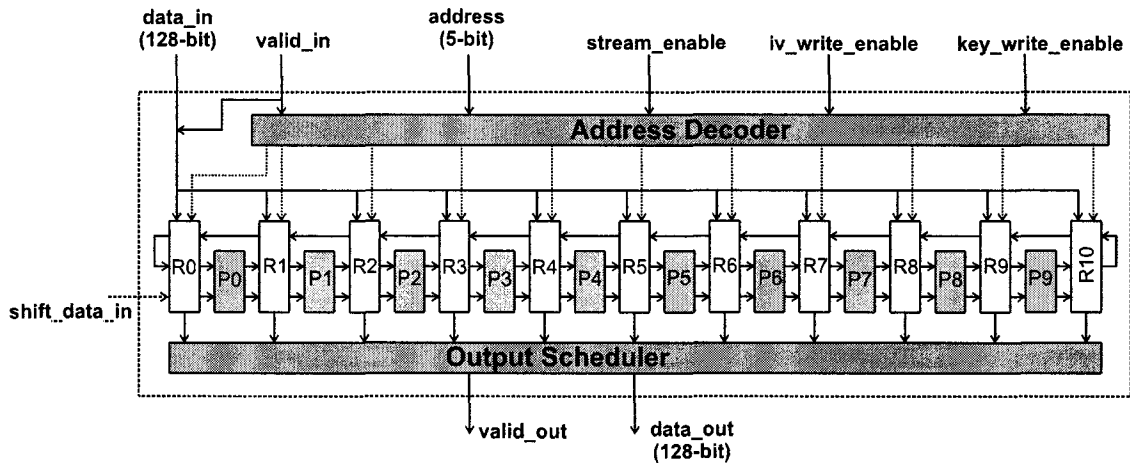 data_in
(128-bit)
valid_in
address
(5-bit)
stream_enable
iv_write_enable
key_write_enable
Address Decoder
R0 P0 R1 P1 R2 P2 R3 P3 R4 P4 R5 P5 R6 P6 R7 P7 R8 P8 R9 P9 R10
shift_data_in
Output Scheduler
valid_out
data_out
(128-bit)